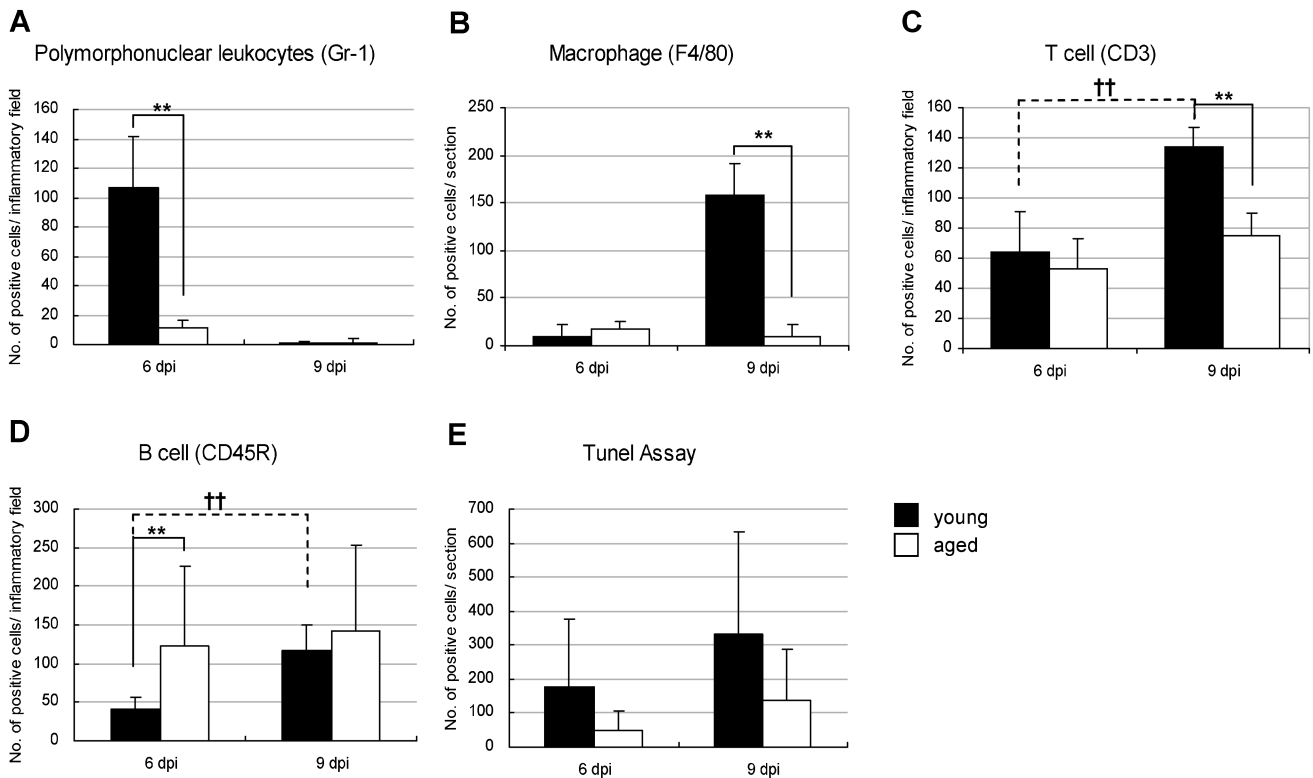 A
Polymorphonuclear leukocytes (Gr-1)
No. of positive cells/ inflammatory field
160
140
120
100
80
60
40
20
0
**
6 dpi
9 dpi
B
Macrophage (F4/80)
No. of positive cells/ section
250
200
150
100
50
0
**
6 dpi
9 dpi
C
T cell (CD3)
No. of positive cells/ inflammatory field
160
140
120
100
80
60
40
20
0
††
**
6 dpi
9 dpi
D
B cell (CD45R)
No. of positive cells/ inflammatory field
300
250
200
150
100
50
0
††
**
6 dpi
9 dpi
E
Tunel Assay
No. of positive cells/ section
700
600
500
400
300
200
100
0
6 dpi
9 dpi
young
aged